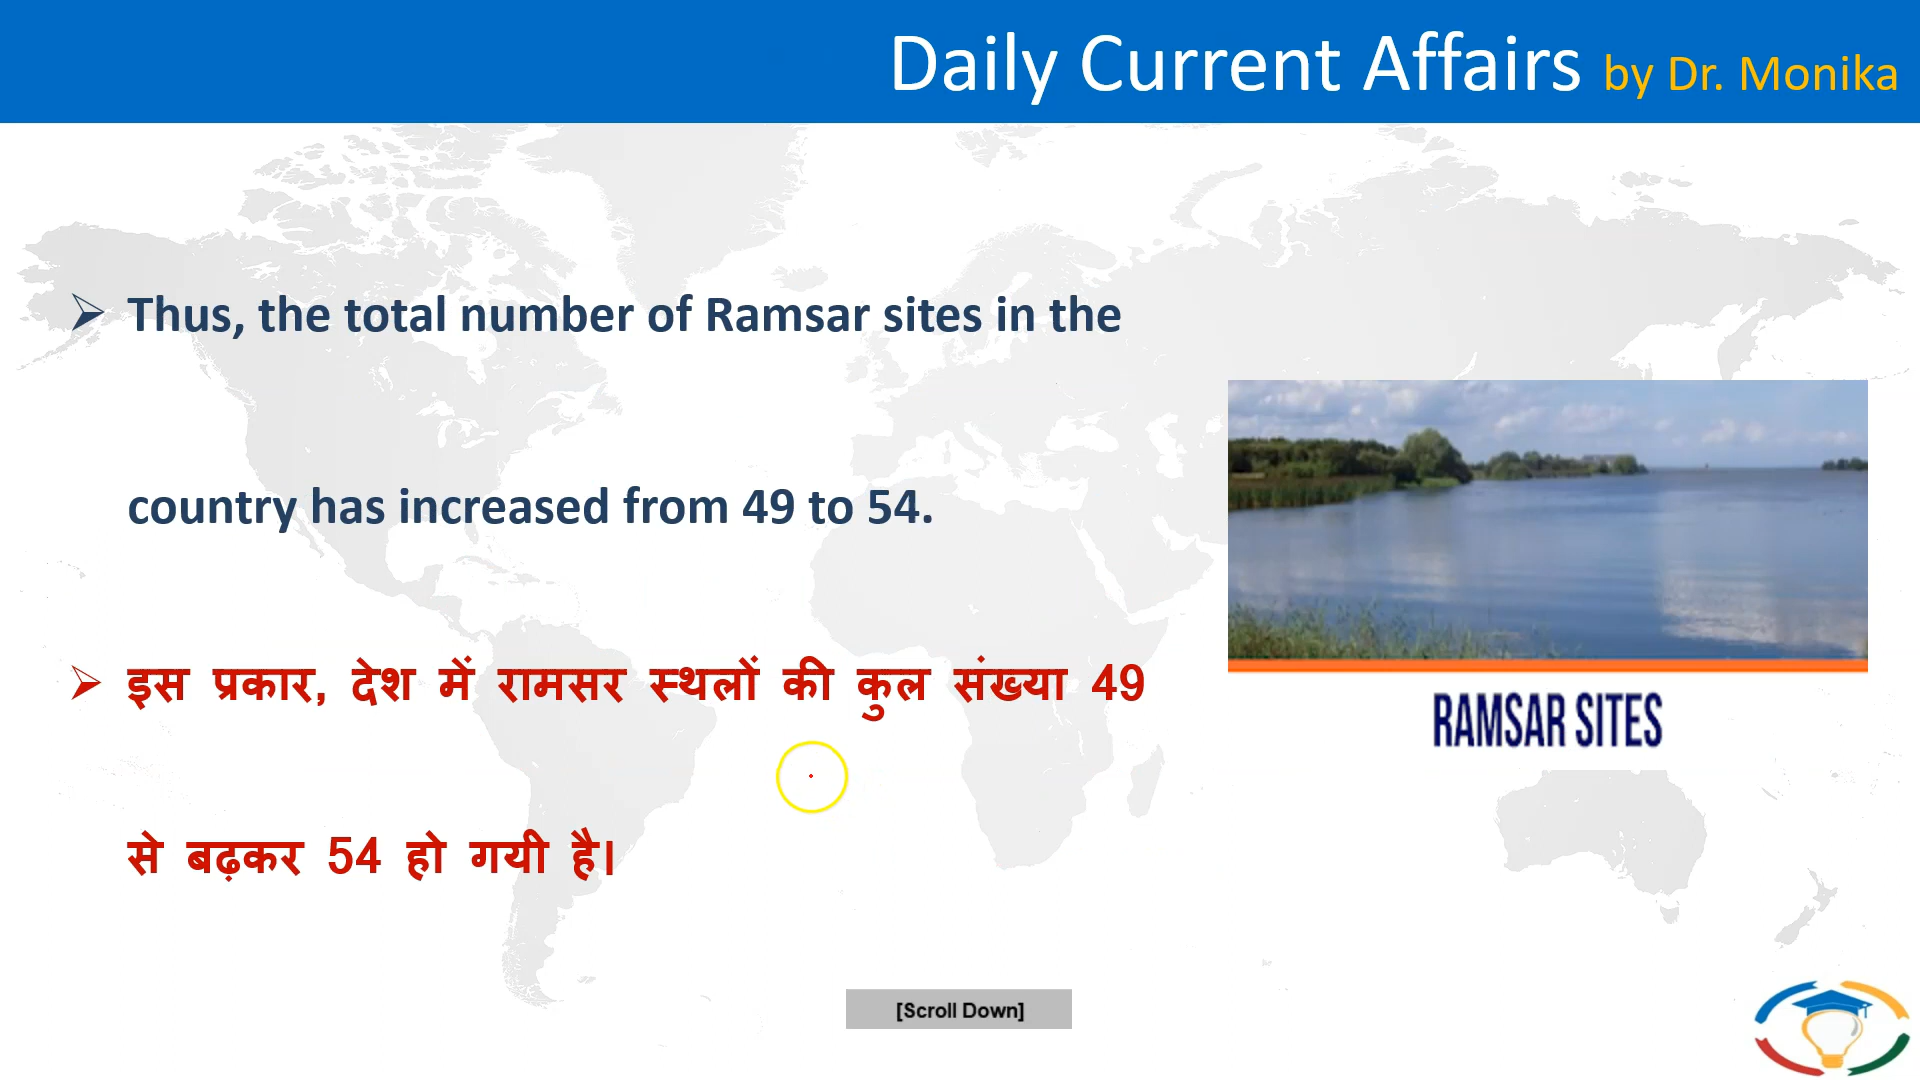 Daily Current Affairs by Dr. Monika
Thus, the total number of Ramsar sites in the
country has increased from 49 to 54.
इस प्रकार, देश में रामसर स्थलों की कुल संख्या 49
से बढ़कर 54 हो गयी है।
RAMSAR SITES
[Scroll Down]